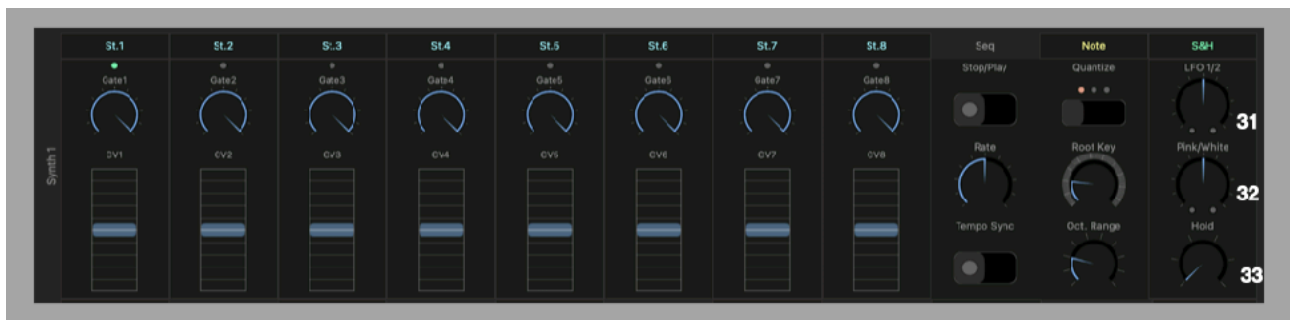 St.1 St.2 St.3 St.4 St.5 St.6 St.7 St.8 Seq Note S&H
Stop/Play Quantize LFO 1/2
Gate1 Gate2 Gate3 Gate4 Gate5 Gate6 Gate7 Gate8
31
Rate Root Key Pink/White
CV1 CV2 CV3 CV4 CV5 CV6 CV7 CV8
Synth 1
32
Tempo Sync Oct. Range Hold
33